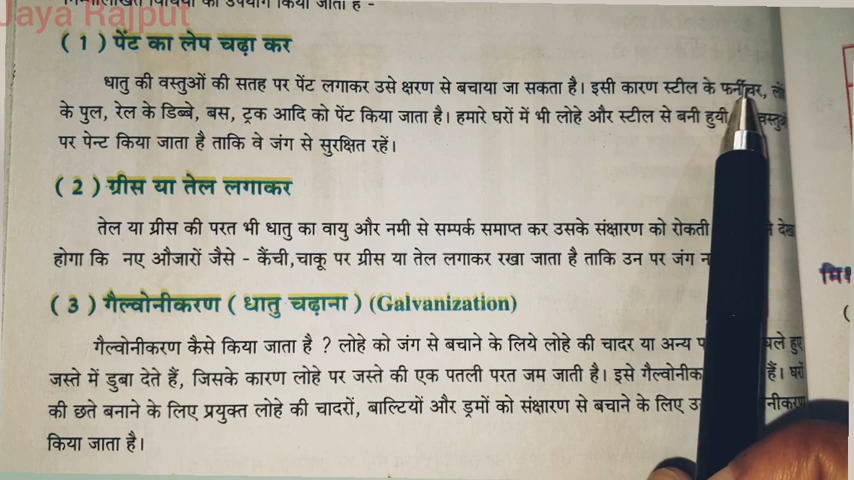 Jaya Rajput
निम्नलिखित विधियों का उपयोग किया जाता है -
( 1 ) पेंट का लेप चढ़ा कर
धातु की वस्तुओं की सतह पर पेंट लगाकर उसे क्षरण से बचाया जा सकता है। इसी कारण स्टील के फर्नीचर,
के पुल, रेल के डिब्बे, बस, ट्रक आदि को पेंट किया जाता है। हमारे घरों में भी लोहे और स्टील से बनी हुयी
पर पेन्ट किया जाता है ताकि वे जंग से सुरक्षित रहें।
( 2 ) ग्रीस या तेल लगाकर
तेल या ग्रीस की परत भी धातु का वायु और नमी से सम्पर्क समाप्त कर उसके संक्षारण को रोकती देख
होगा कि नए औजारों जैसे - कैंची,चाकू पर ग्रीस या तेल लगाकर रखा जाता है ताकि उन पर जंग न
( 3 ) गैल्वोनीकरण ( धातु चढ़ाना ) (Galvanization)
गैल्वोनीकरण कैसे किया जाता है ? लोहे को जंग से बचाने के लिये लोहे की चादर या अन्य हुए
जस्ते में डुबा देते हैं, जिसके कारण लोहे पर जस्ते की एक पतली परत जम जाती है। इसे हैं। घरों
की छते बनाने के लिए प्रयुक्त लोहे की चादरों, बाल्टियों और ड्रमों को संक्षारण से बचाने के लिए
किया जाता है।